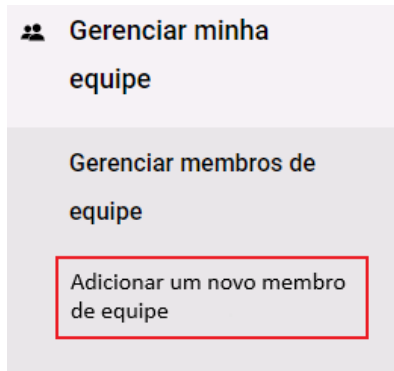 Gerenciar minha
equipe
Gerenciar membros de
equipe
Adicionar um novo membro
de equipe